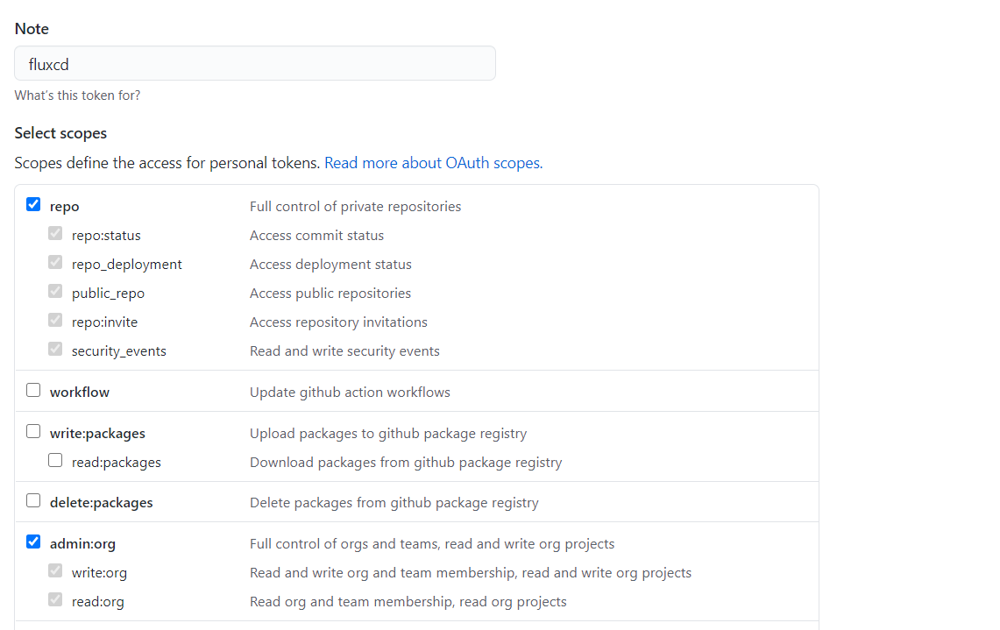 Note
fluxcd
What's this token for?
Select scopes
Scopes define the access for personal tokens. Read more about OAuth scopes.
repo Full control of private repositories
repo:status Access commit status
repo_deployment Access deployment status
public_repo Access public repositories
repo:invite Access repository invitations
security_events Read and write security events
workflow Update github action workflows
write:packages Upload packages to github package registry
read:packages Download packages from github package registry
delete:packages Delete packages from github package registry
admin:org Full control of orgs and teams, read and write org projects
write:org Read and write org and team membership, read and write org projects
read:org Read org and team membership, read org projects